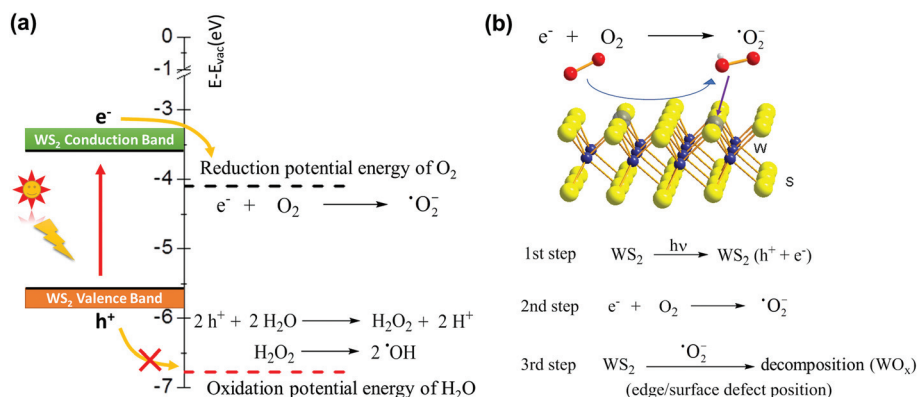 (a)
E-Evac(eV)
0
-1
-3
-4
-5
-6
-7
e⁻
WS₂ Conduction Band
Reduction potential energy of O₂
e⁻ + O₂ ⟶ •O₂⁻
WS₂ Valence Band
h⁺
2 h⁺ + 2 H₂O ⟶ H₂O₂ + 2 H⁺
H₂O₂ ⟶ 2 •OH
Oxidation potential energy of H₂O
(b)
e⁻ + O₂ ⟶ •O₂⁻
W
S
1st step WS₂ hν⟶ WS₂ (h⁺ + e⁻)
2nd step e⁻ + O₂ ⟶ •O₂⁻
3rd step WS₂ •O₂⁻⟶ decomposition (WOₓ)
(edge/surface defect position)